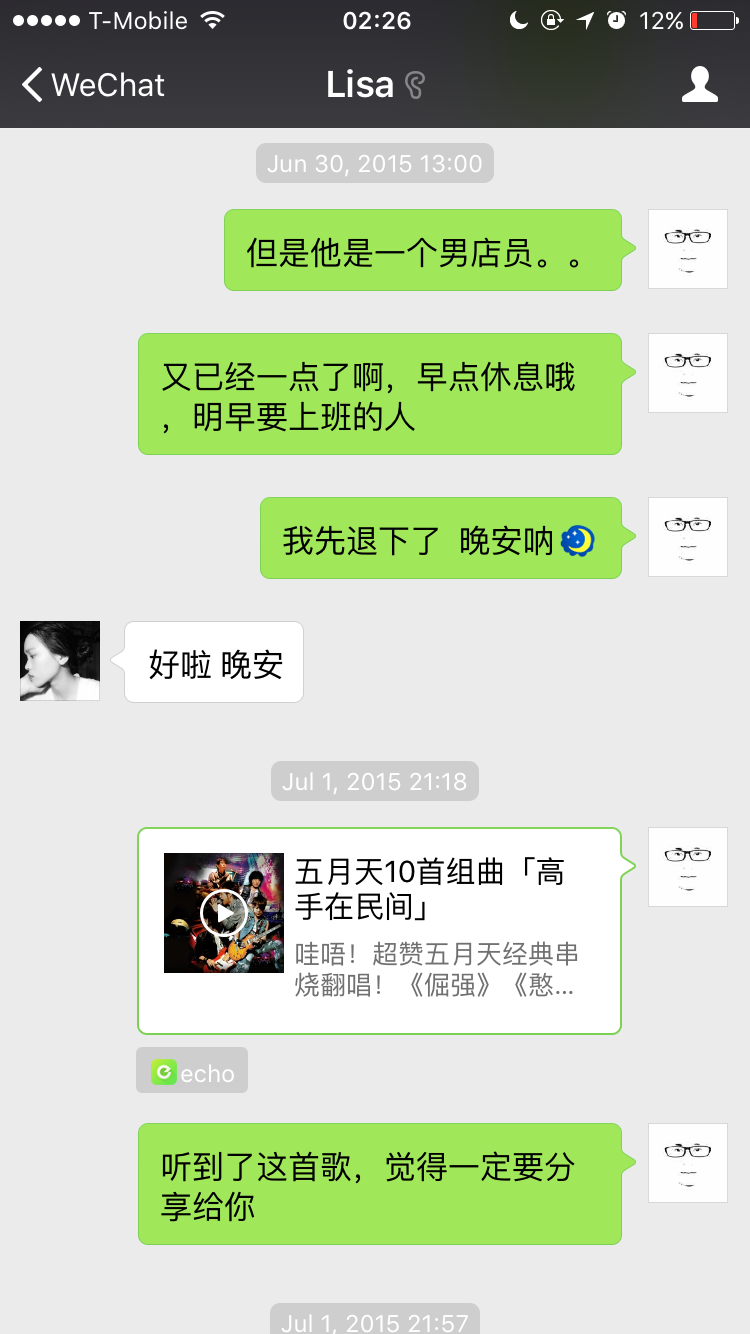 T-Mobile 02:26 12%
WeChat Lisa
Jun 30, 2015 13:00
但是他是一个男店员。。
又已经一点了啊，早点休息哦
，明早要上班的人
我先退下了 晚安呐
好啦 晚安
Jul 1, 2015 21:18
五月天10首组曲「高
手在民间」
哇唔！超赞五月天经典串
烧翻唱！《倔强》《憨...
echo
听到了这首歌，觉得一定要分
享给你
Jul 1, 2015 21:57